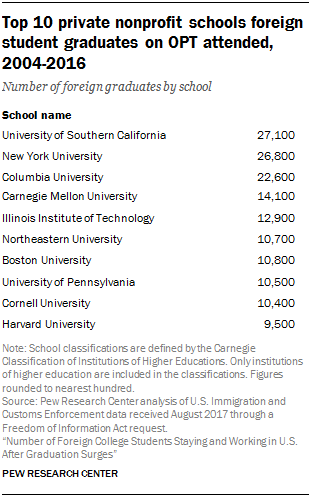 Top 10 private nonprofit schools foreign
student graduates on OPT attended,
2004-2016
Number of foreign graduates by school
School name
University of Southern California 27,100
New York University 26,800
Columbia University 22,600
Carnegie Mellon University 14,100
Illinois Institute of Technology 12,900
Northeastern University 10,700
Boston University 10,800
University of Pennsylvania 10,500
Cornell University 10,400
Harvard University 9,500
Note: School classifications are defined by the Carnegie
Classification of Institutions of Higher Educations. Only institutions
of higher education are included in the classifications. Figures
rounded to nearest hundred.
Source: Pew Research Center analysis of U.S. Immigration and
Customs Enforcement data received August 2017 through a
Freedom of Information Act request.
“Number of Foreign College Students Staying and Working in U.S.
After Graduation Surges”
PEW RESEARCH CENTER